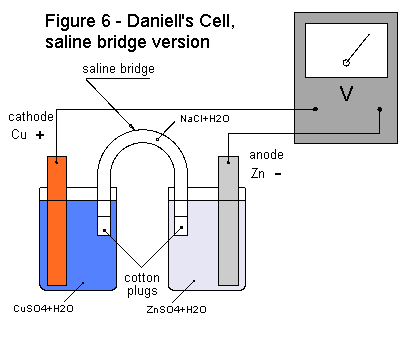 Figure 6 - Daniell's Cell,
saline bridge version
saline bridge
V
cathode
Cu +
NaCl+H2O
anode
Zn -
cotton
plugs
CuSO4+H2O
ZnSO4+H2O